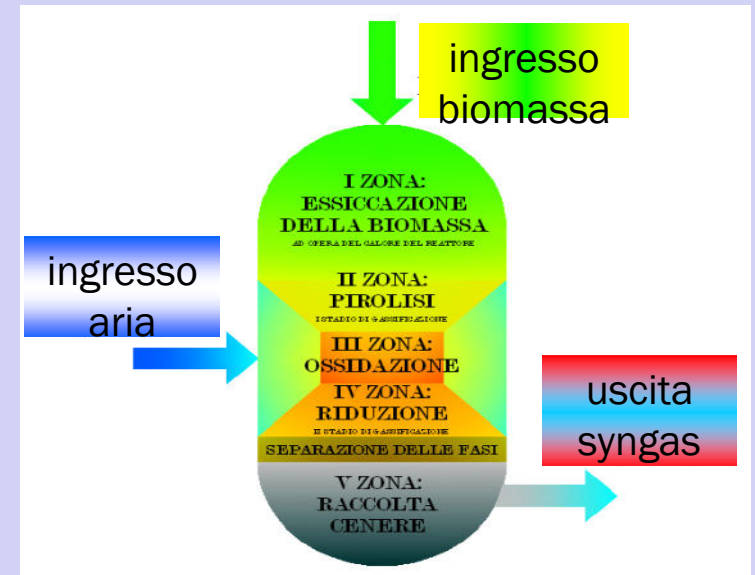 ingresso
biomassa
I ZONA:
ESSICCAZIONE
DELLA BIOMASSA
AD OPERA DEL CALORE DEL REATTORE
ingresso
aria
II ZONA:
PIROLISI
I STADIO DI GASSIFICAZIONE
III ZONA:
OSSIDAZIONE
IV ZONA:
RIDUZIONE
II STADIO DI GASSIFICAZIONE
SEPARAZIONE DELLE FASI
uscita
syngas
V ZONA:
RACCOLTA
CENERE